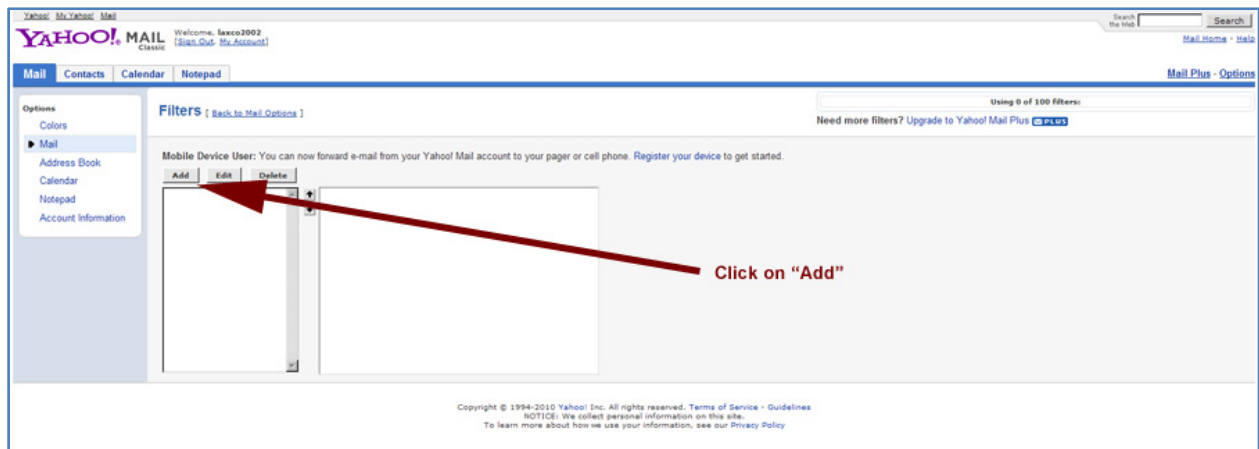 Yahoo! My Yahoo! Mail
Search the Web Search
YAHOO! MAIL Classic
Welcome, laxco2002
[Sign Out, My Account]
Mail Home - Help
Mail Contacts Calendar Notepad
Mail Plus - Options
Options
Colors
Mail
Address Book
Calendar
Notepad
Account Information
Filters [ Back to Mail Options ]
Using 0 of 100 filters:
Need more filters? Upgrade to Yahoo! Mail Plus PLUS
Mobile Device User: You can now forward e-mail from your Yahoo! Mail account to your pager or cell phone. Register your device to get started.
Add Edit Delete
Click on “Add”
Copyright © 1994-2010 Yahoo! Inc. All rights reserved. Terms of Service - Guidelines
NOTICE: We collect personal information on this site.
To learn more about how we use your information, see our Privacy Policy